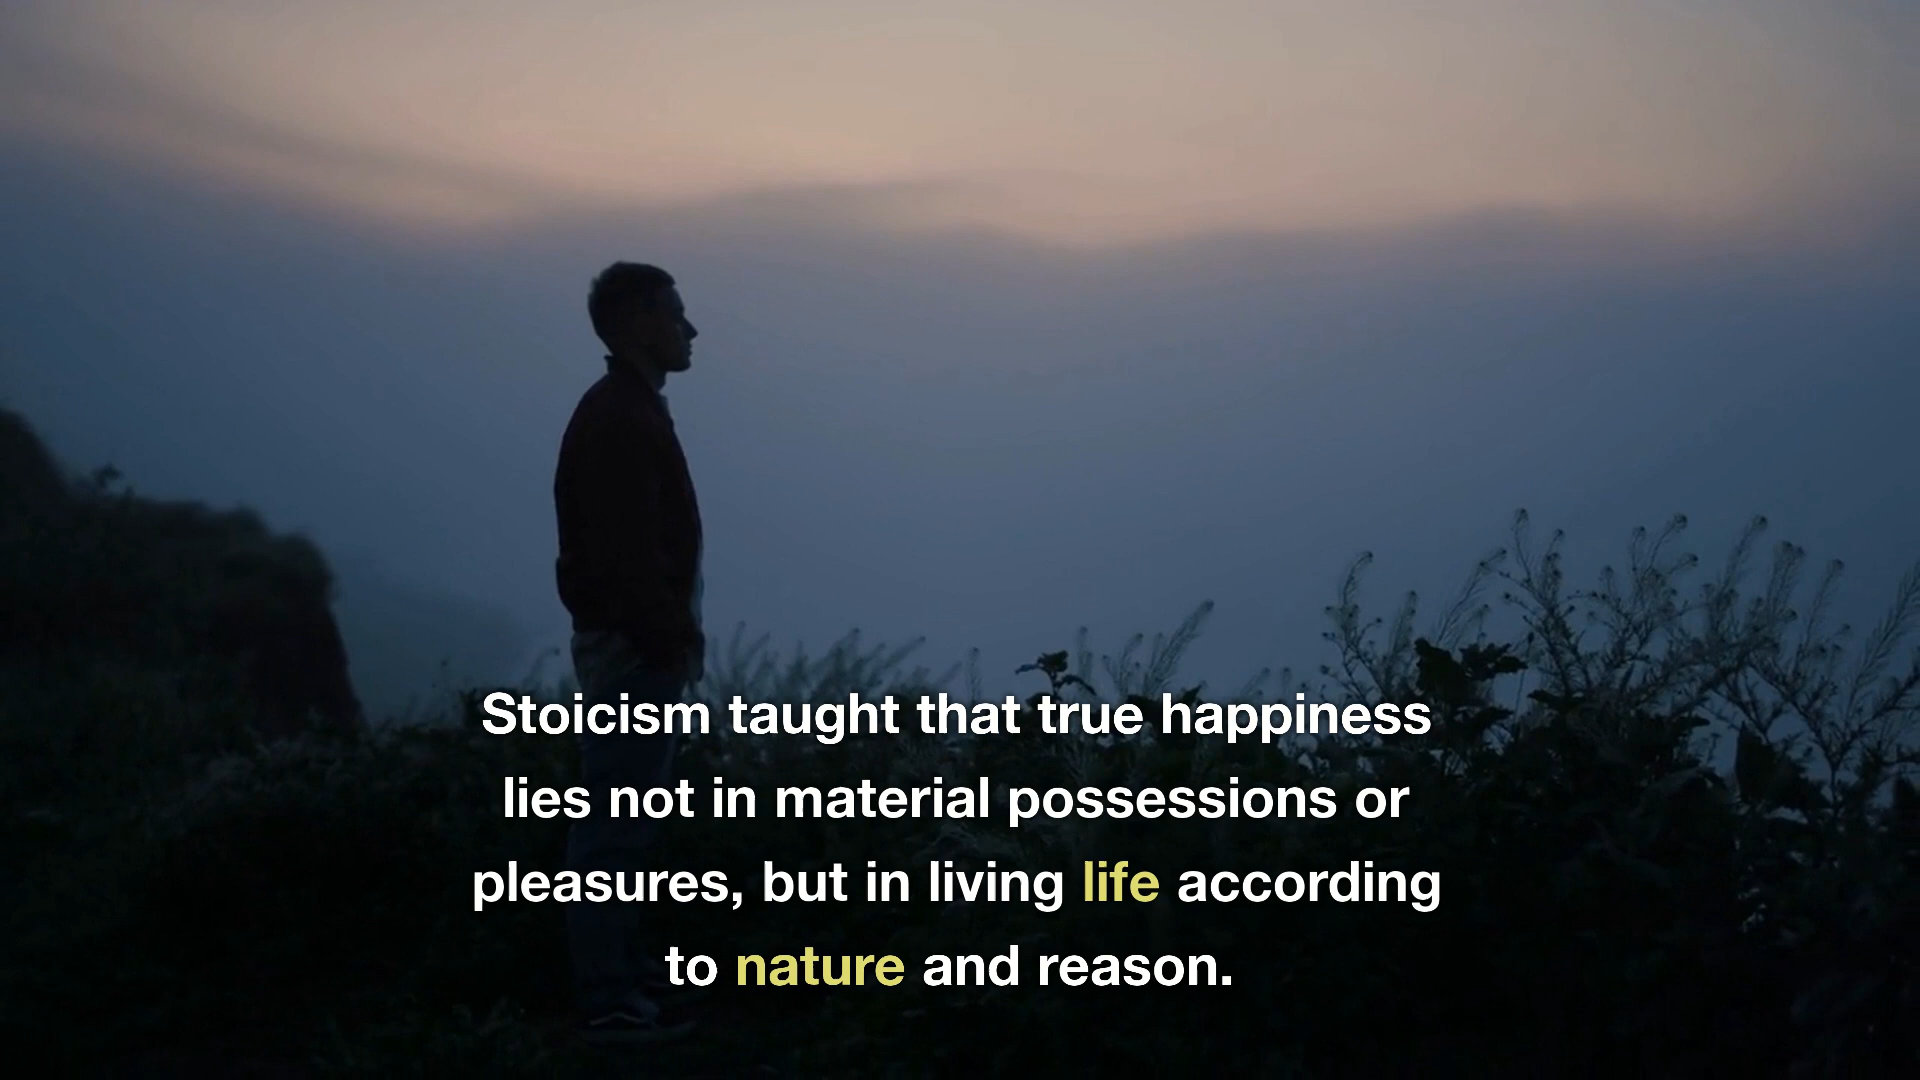 Stoicism taught that true happiness
lies not in material possessions or
pleasures, but in living life according
to nature and reason.